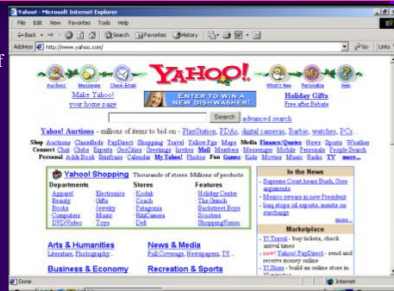 Yahoo! - Microsoft Internet Explorer
File Edit View Favorites Tools Help
Back Search Favorites History
Address http://www.yahoo.com/ Go Links
f
Auctions Messenger Check Email YAHOO! What's New Personalize Help
Make Yahoo! your home page
ENTER TO WIN A NEW DISHWASHER!
Holiday Gifts
Free after Rebate
Search advanced search
Yahoo! Auctions - millions of items to bid on - PlayStation, PDAs, digital cameras, Barbie, watches, PCs...
Shop Auctions Classifieds PayDirect Shopping Travel Yellow Pgs Maps Media Finance/Quotes News Sports Weather
Connect Chat Clubs Experts GeoCities Greetings Invites Mail Members Messenger Mobile Personals People Search
Personal Addr Book Briefcase Calendar My Yahoo! Photos Fun Games Kids Movies Music Radio TV more...
Yahoo! Shopping Thousands of stores. Millions of products.
Departments Stores Features
Apparel Electronics Kodak Holiday Center
Beauty Gifts Coach The Grinch
Books Jewelry Patagonia Backstreet Boys
Computers Music Scooters
DVD/Video Toys Dell ShoppingVision
In the News
Supreme Court hears Bush, Gore arguments
Mexico swears in new President
Iraq stops oil exports, insists on surcharge
more...
Marketplace
Y! Travel - buy tickets, check arrival times
new! Yahoo! PayDirect - send and receive money online
Y! Store - build an online store in
Arts & Humanities
Literature, Photography...
News & Media
Full Coverage, Newspapers, TV...
Business & Economy
Recreation & Sports
Done Internet